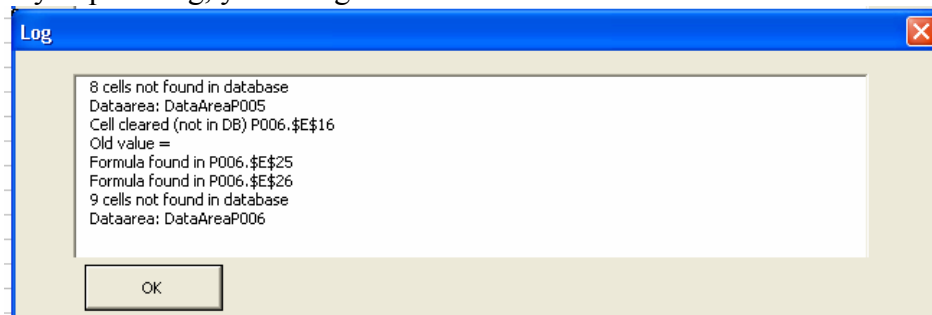 Log
8 cells not found in database
Dataarea: DataAreaP005
Cell cleared (not in DB) P006.$E$16
Old value =
Formula found in P006.$E$25
Formula found in P006.$E$26
9 cells not found in database
Dataarea: DataAreaP006
OK